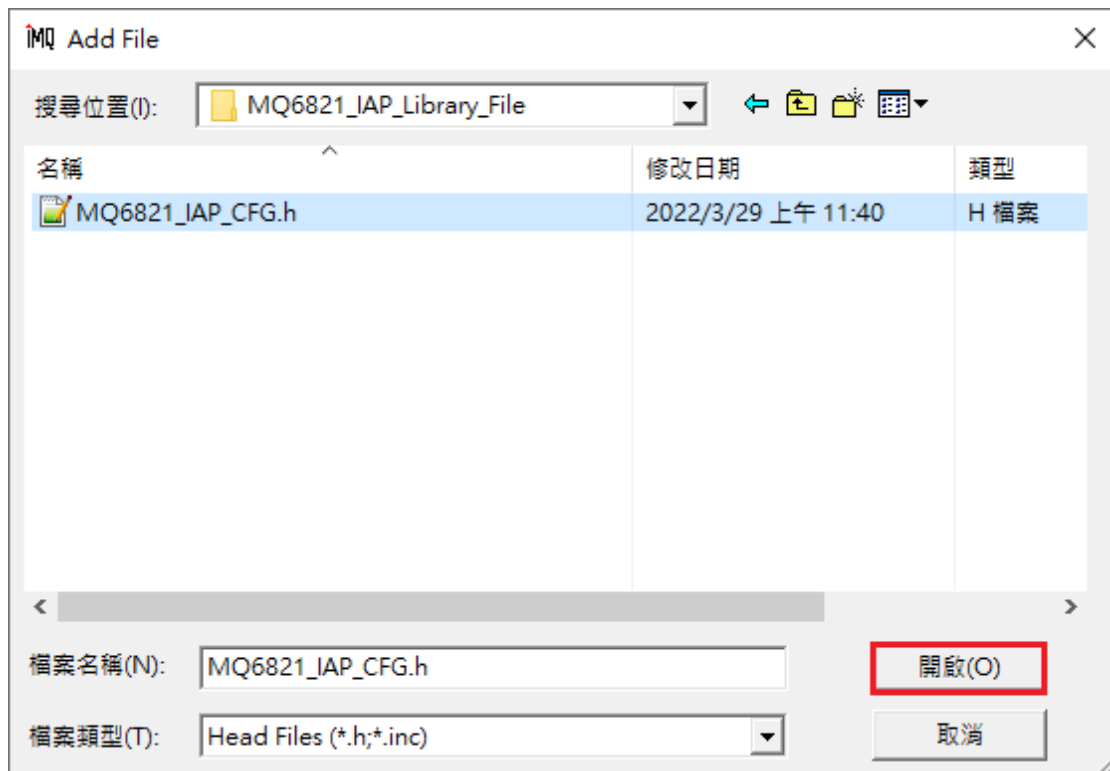 iMQ Add File
搜尋位置(I): MQ6821_IAP_Library_File
名稱 修改日期 類型
MQ6821_IAP_CFG.h 2022/3/29 上午 11:40 H 檔案
檔案名稱(N): MQ6821_IAP_CFG.h 開啟(O)
檔案類型(T): Head Files (*.h;*.inc) 取消